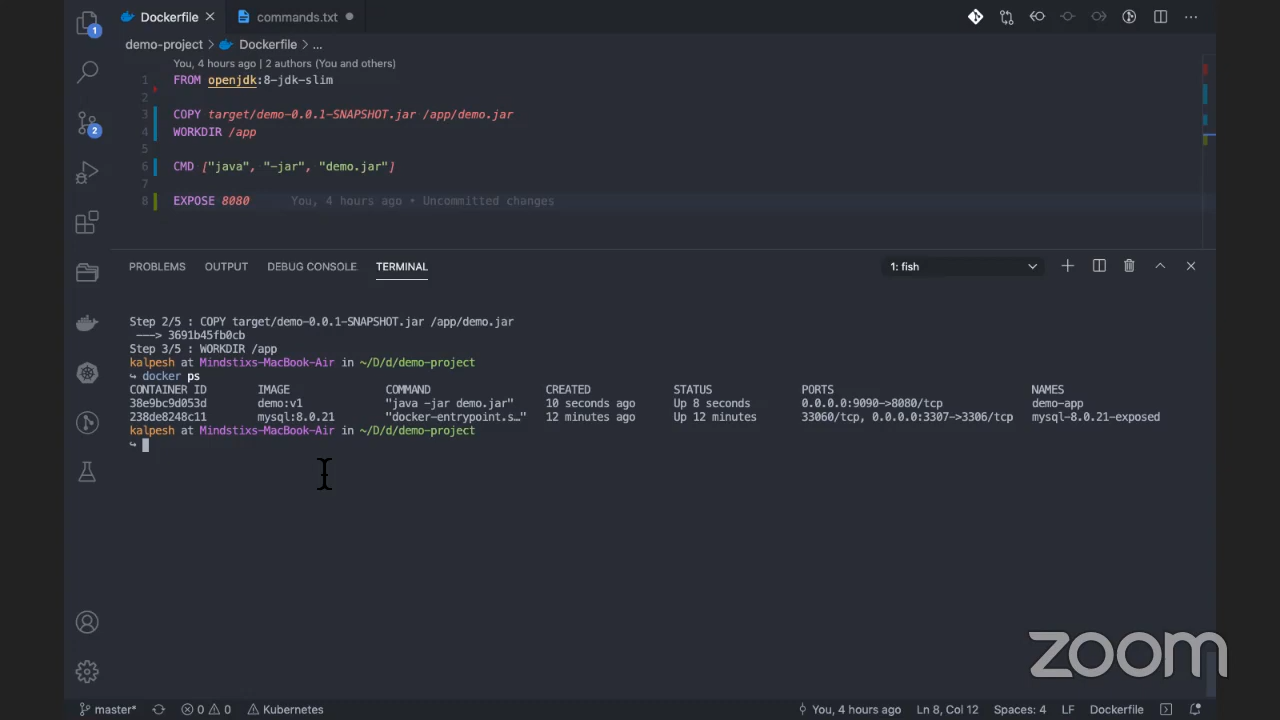 Dockerfile commands.txt
demo-project > Dockerfile > ...
You, 4 hours ago | 2 authors (You and others)
1 FROM openjdk:8-jdk-slim
2
3 COPY target/demo-0.0.1-SNAPSHOT.jar /app/demo.jar
4 WORKDIR /app
5
6 CMD ["java", "-jar", "demo.jar"]
7
8 EXPOSE 8080 You, 4 hours ago • Uncommitted changes
1
2
PROBLEMS OUTPUT DEBUG CONSOLE TERMINAL 1: fish
Step 2/5 : COPY target/demo-0.0.1-SNAPSHOT.jar /app/demo.jar
---> 3691b45fb0cb
Step 3/5 : WORKDIR /app
kalpesh at Mindstixs-MacBook-Air in ~/D/d/demo-project
↪ docker ps
CONTAINER ID IMAGE COMMAND CREATED STATUS PORTS NAMES
38e9bc9d053d demo:v1 "java -jar demo.jar" 10 seconds ago Up 8 seconds 0.0.0.0:9090->8080/tcp demo-app
238de8248c11 mysql:8.0.21 "docker-entrypoint.s…" 12 minutes ago Up 12 minutes 33060/tcp, 0.0.0.0:3307->3306/tcp mysql-8.0.21-exposed
kalpesh at Mindstixs-MacBook-Air in ~/D/d/demo-project
↪
zoom
master* 0 0 Kubernetes You, 4 hours ago Ln 8, Col 12 Spaces: 4 LF Dockerfile